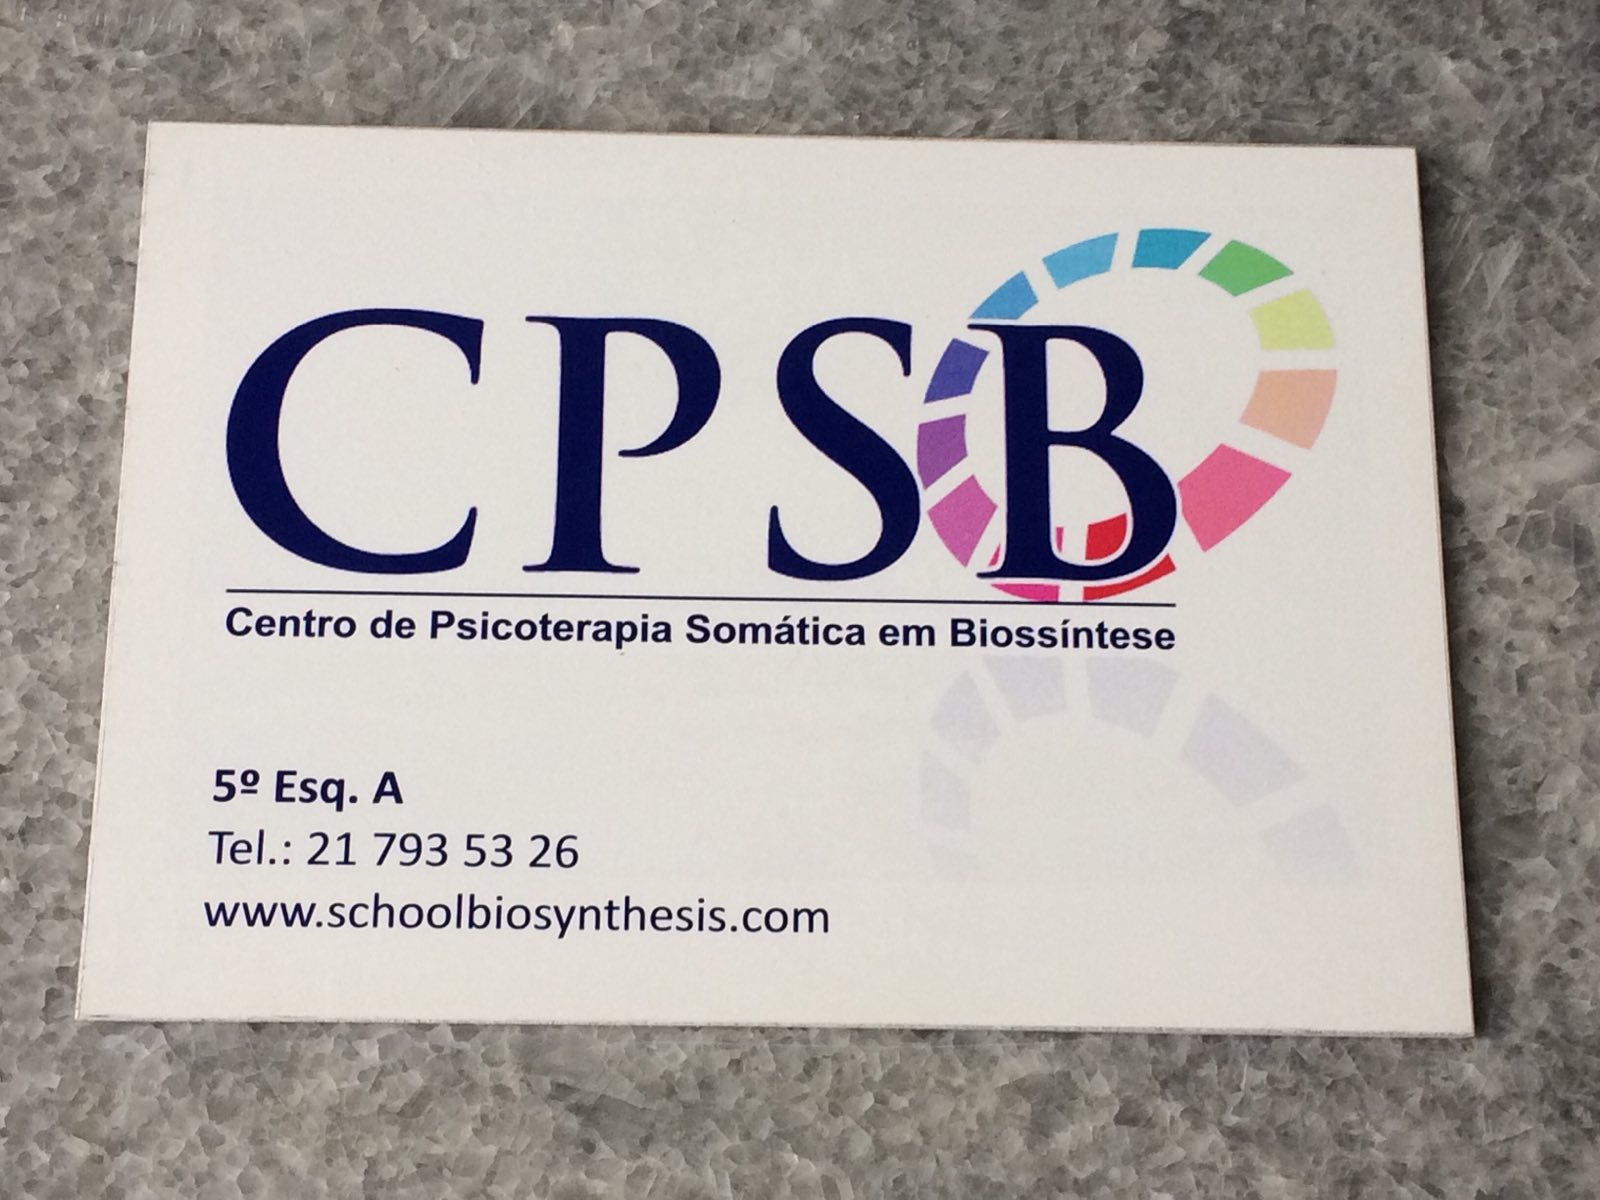 CPSB
Centro de Psicoterapia Somática em Biossíntese
5º Esq. A
Tel.: 21 793 53 26
www.schoolbiosynthesis.com